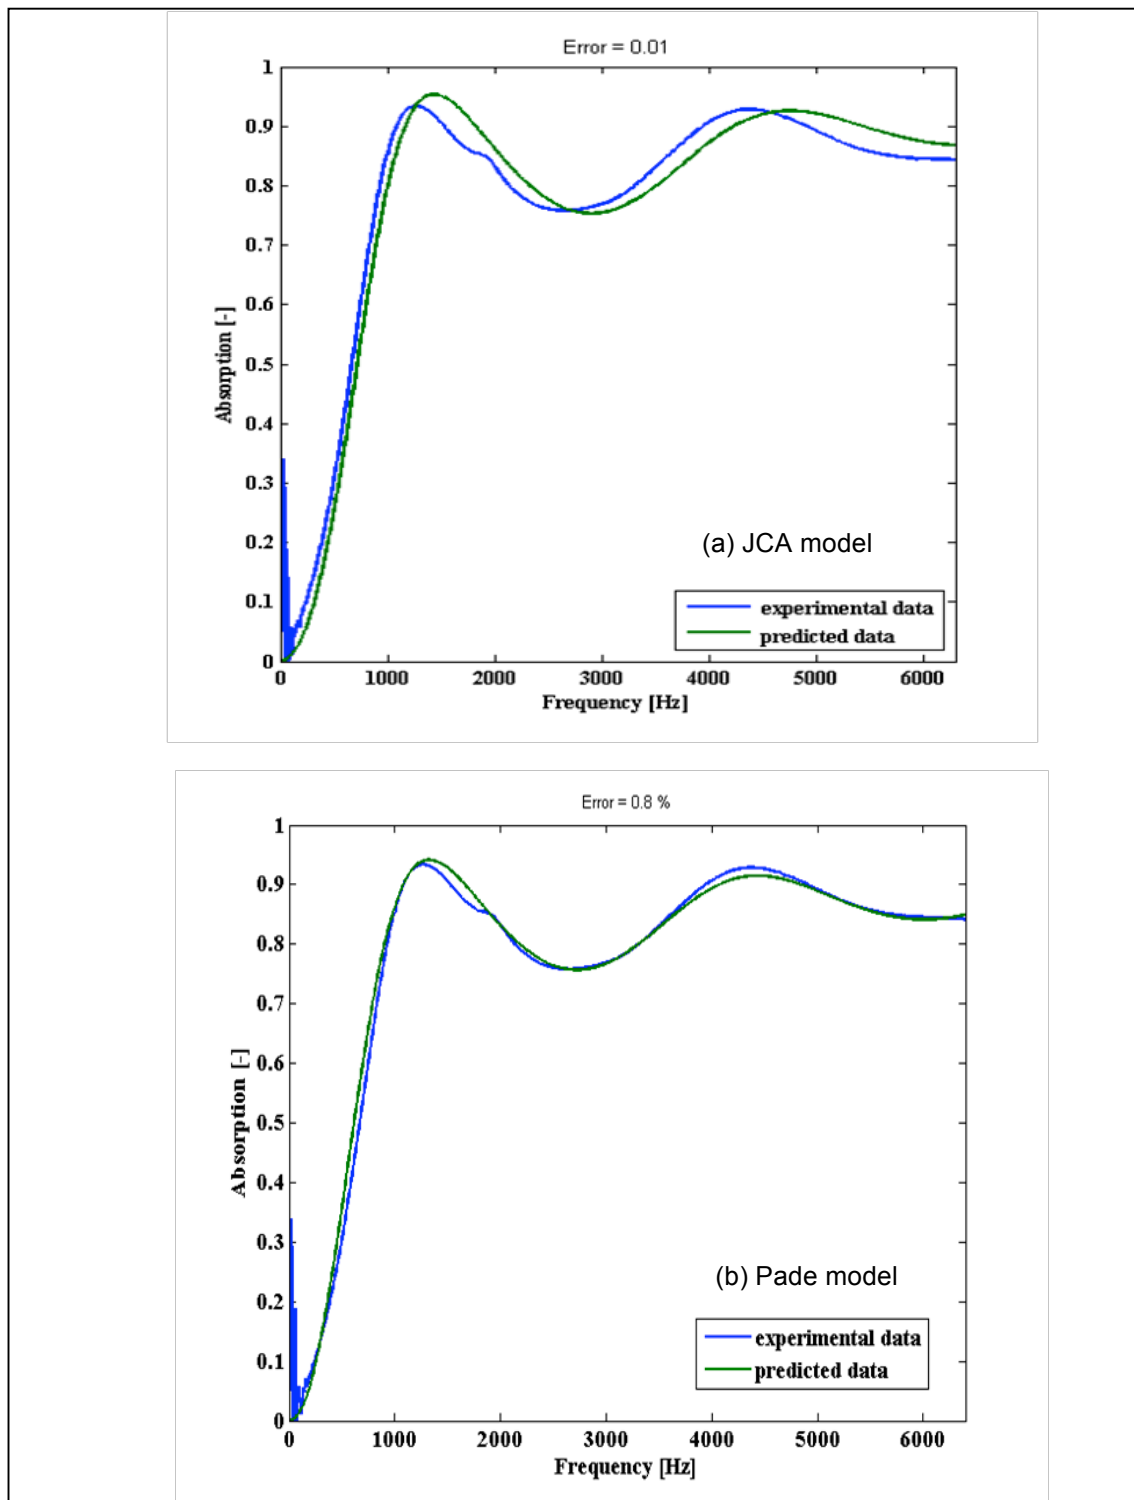 Error = 0.01
1
0.9
0.8
0.7
0.6
0.5
0.4
0.3
0.2
0.1
0
Absorption [-]
(a) JCA model
experimental data
predicted data
0 1000 2000 3000 4000 5000 6000
Frequency [Hz]
Error = 0.8 %
1
0.9
0.8
0.7
0.6
0.5
0.4
0.3
0.2
0.1
0
Absorption [-]
(b) Pade model
experimental data
predicted data
0 1000 2000 3000 4000 5000 6000
Frequency [Hz]